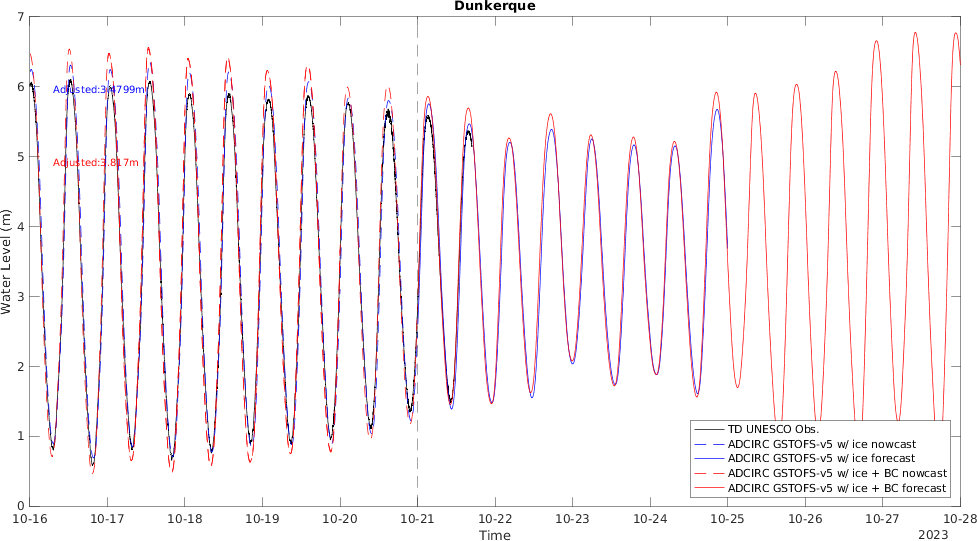 Dunkerque
7
6
5
4
3
2
1
0
Water Level (m)
Adjusted:3.4799m
Adjusted:3.817m
TD UNESCO Obs.
ADCIRC GSTOFS-v5 w/ ice nowcast
ADCIRC GSTOFS-v5 w/ ice forecast
ADCIRC GSTOFS-v5 w/ ice + BC nowcast
ADCIRC GSTOFS-v5 w/ ice + BC forecast
10-16 10-17 10-18 10-19 10-20 10-21 10-22 10-23 10-24 10-25 10-26 10-27 10-28
Time
2023